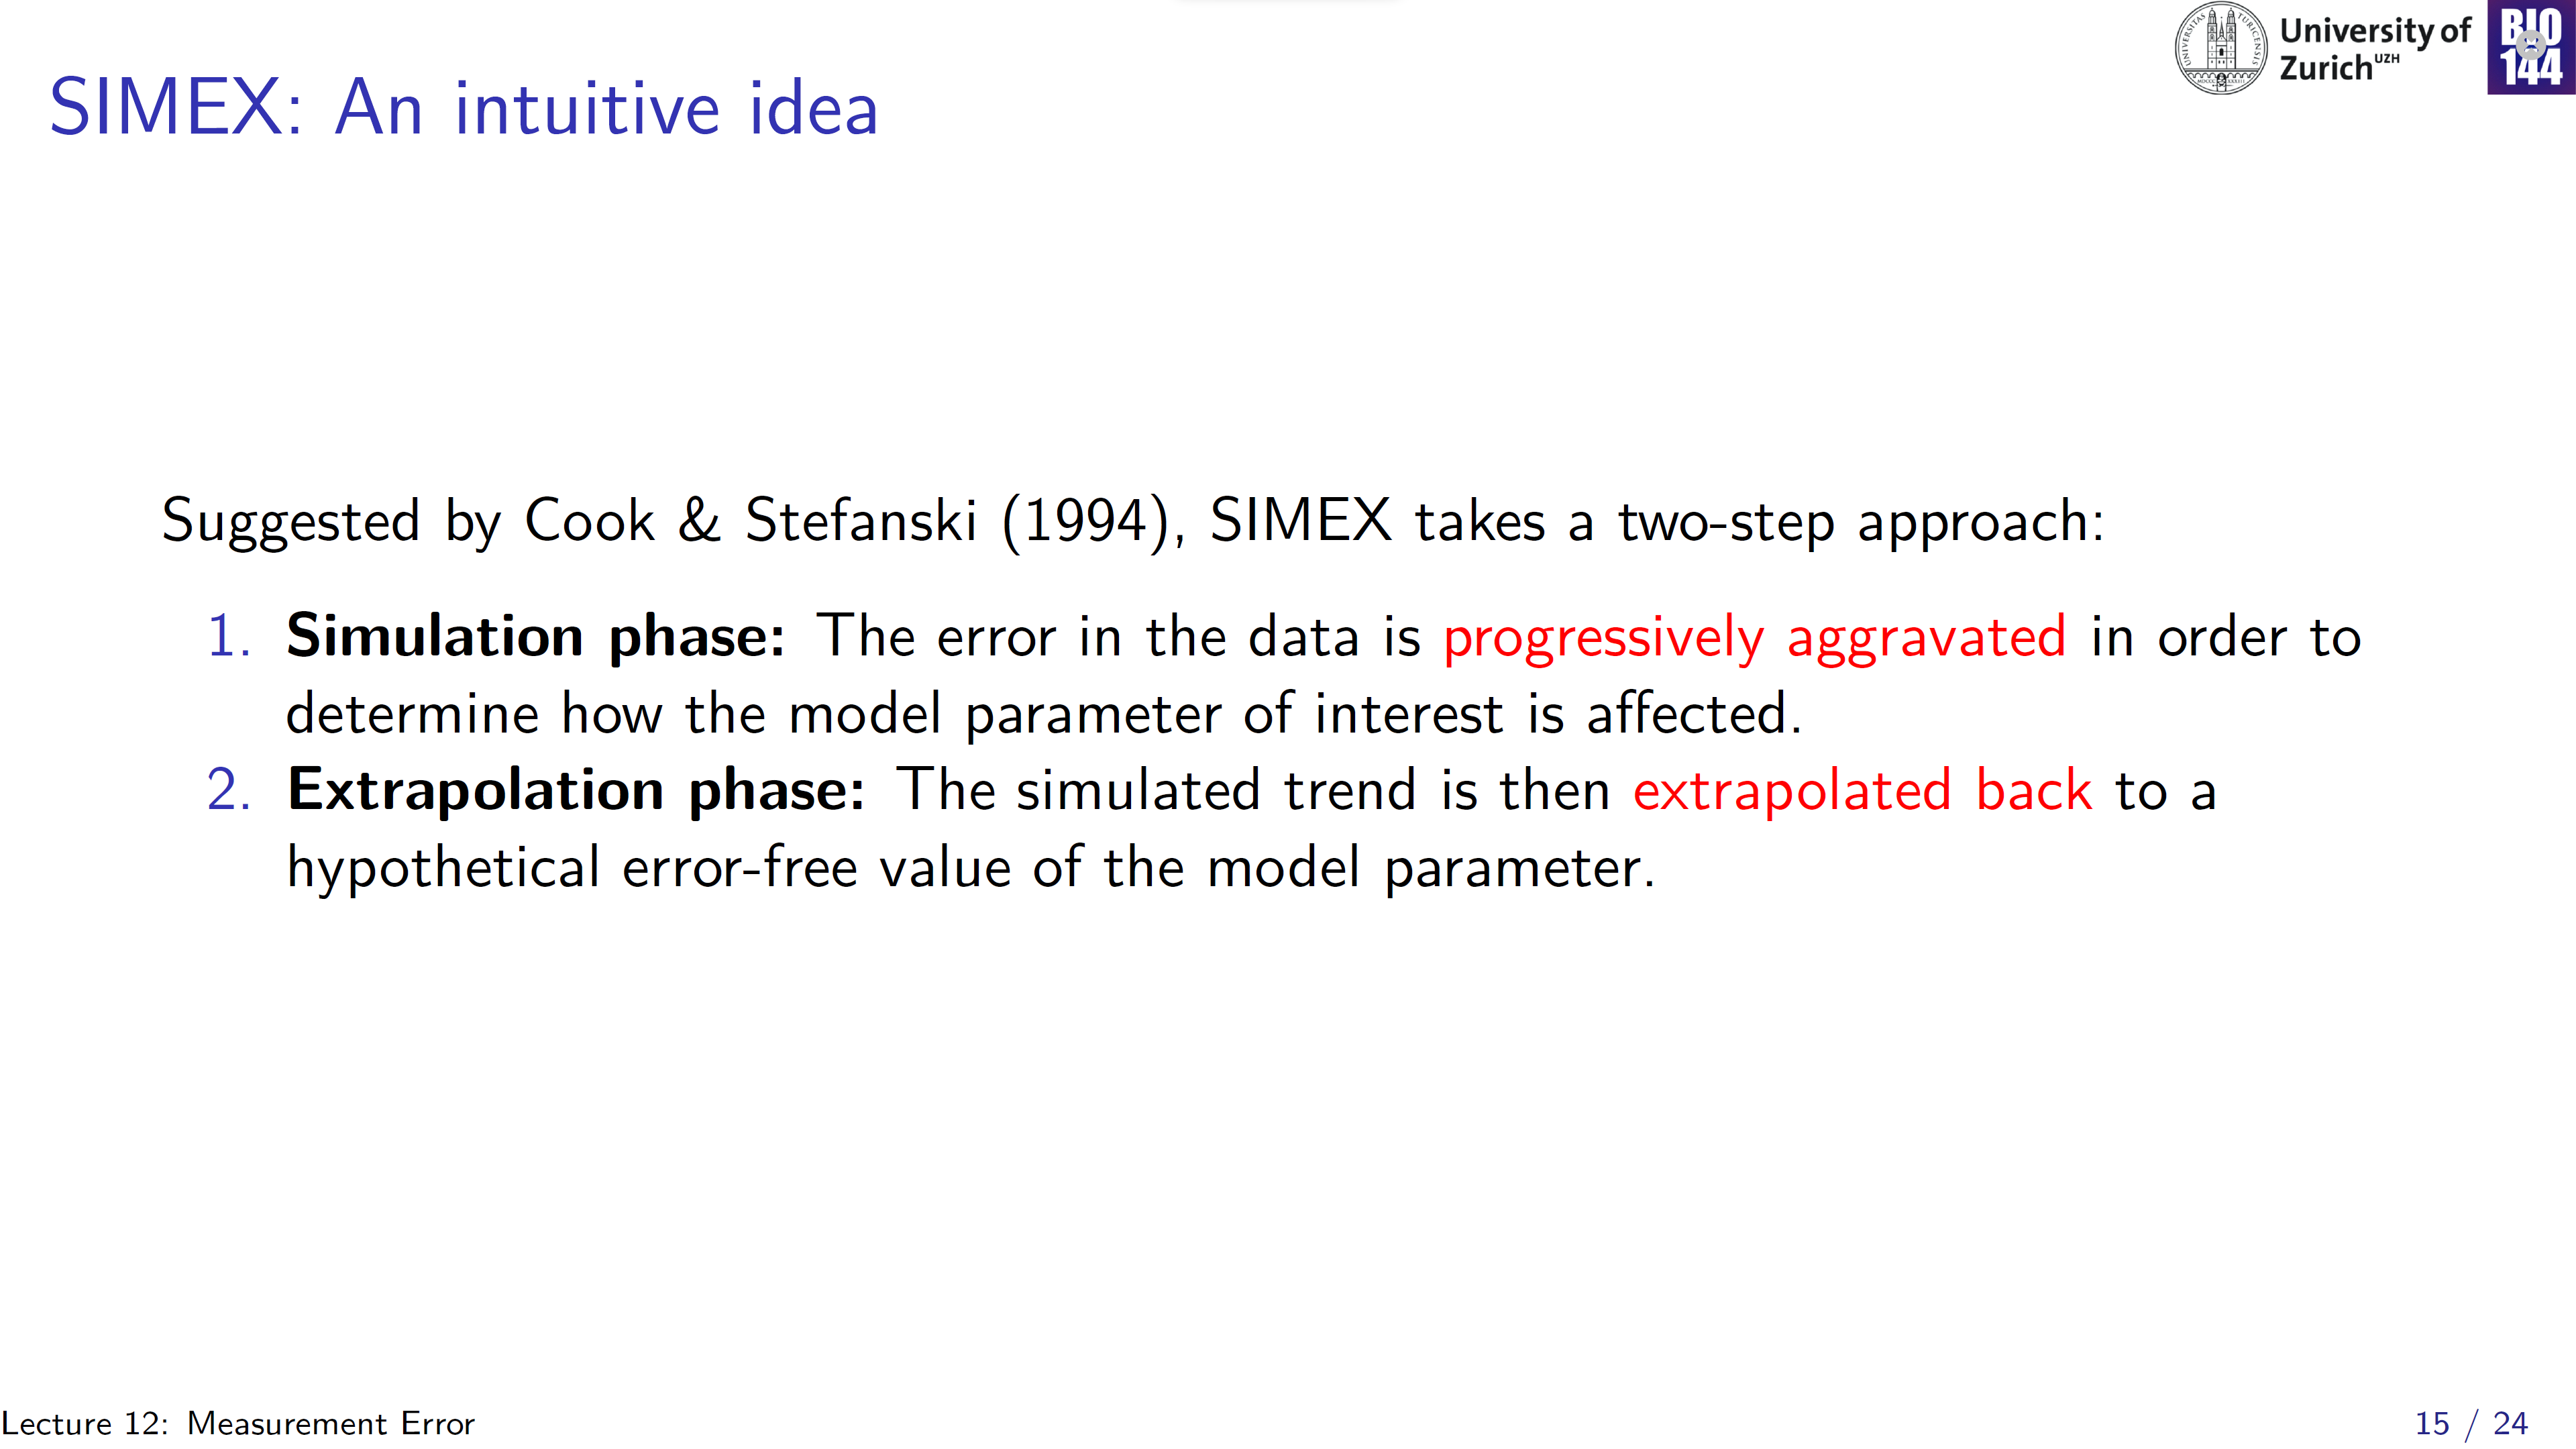 University of
Zurich UZH
BIO
144
SIMEX: An intuitive idea
Suggested by Cook & Stefanski (1994), SIMEX takes a two-step approach:
1. Simulation phase: The error in the data is progressively aggravated in order to
determine how the model parameter of interest is affected.
2. Extrapolation phase: The simulated trend is then extrapolated back to a
hypothetical error-free value of the model parameter.
Lecture 12: Measurement Error
15 / 24